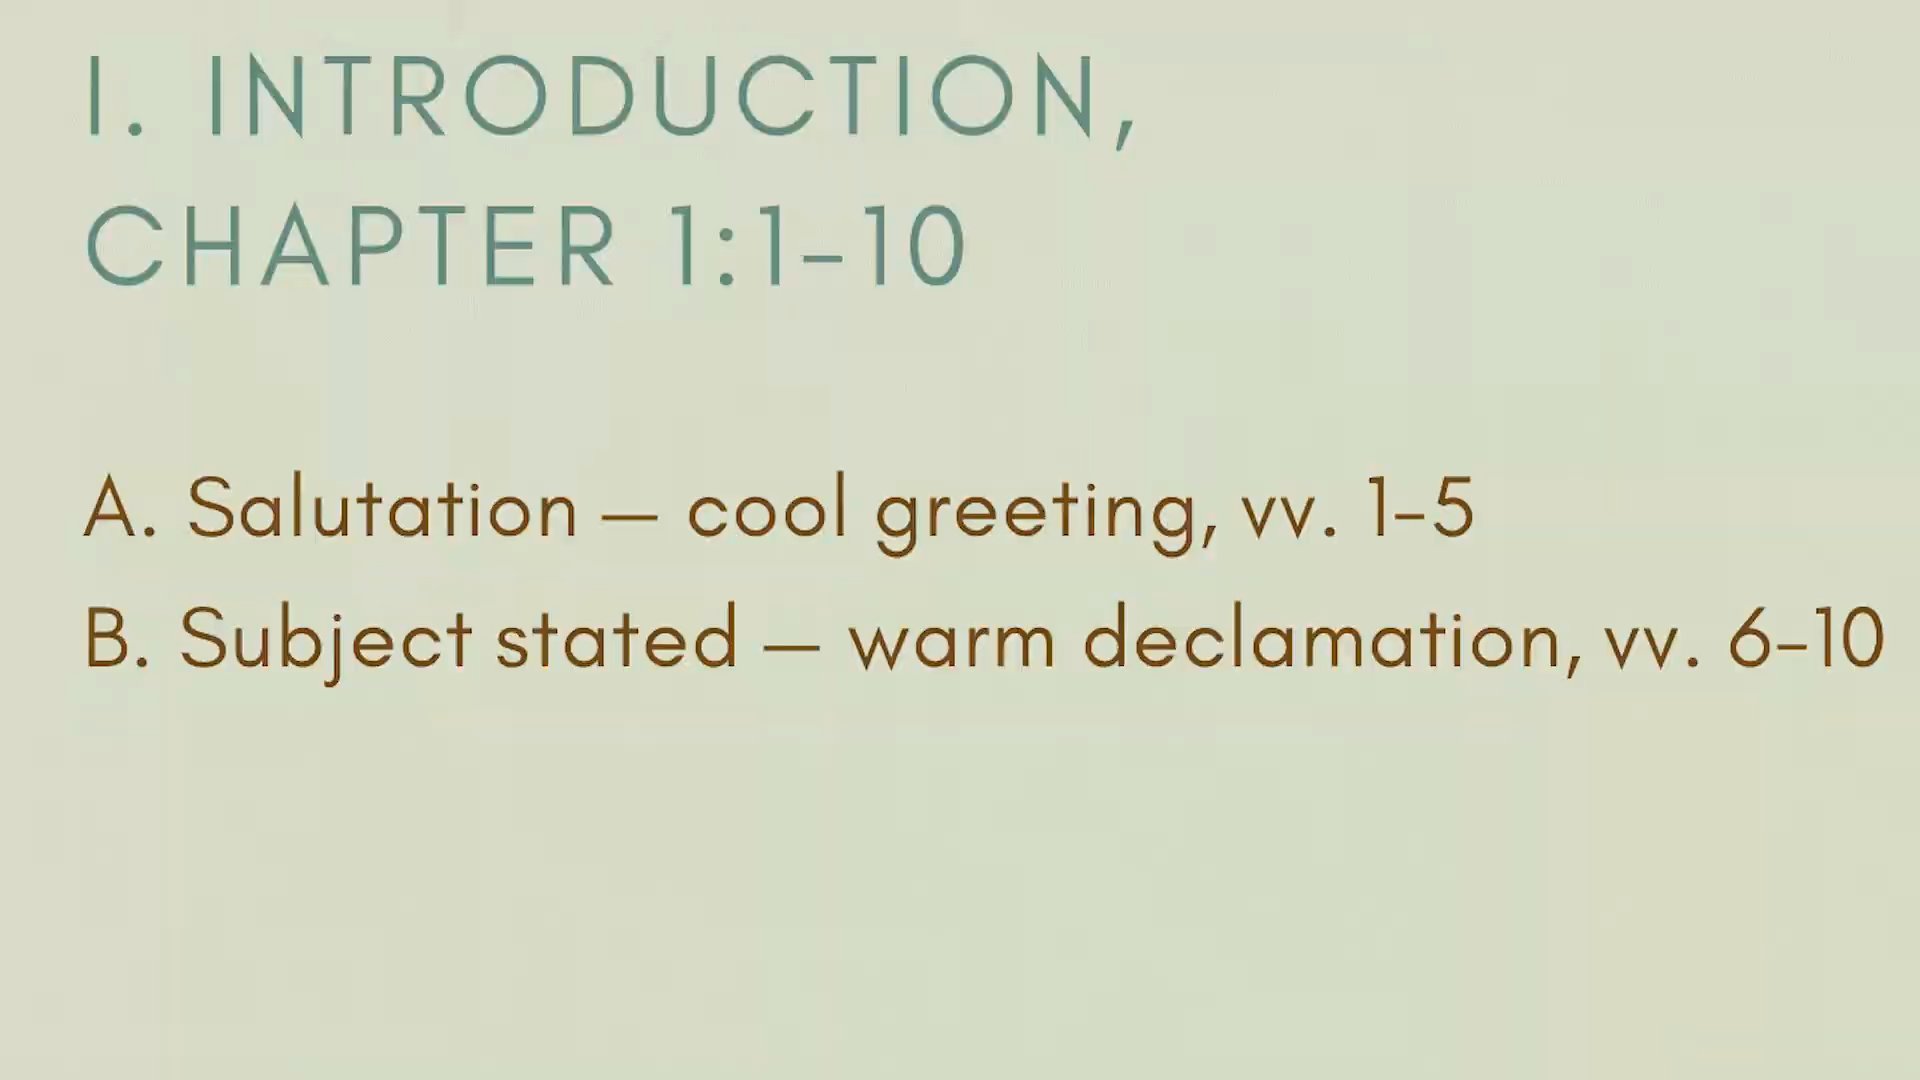 I. INTRODUCTION,
CHAPTER 1:1-10
A. Salutation — cool greeting, vv. 1-5
B. Subject stated — warm declamation, vv. 6-10